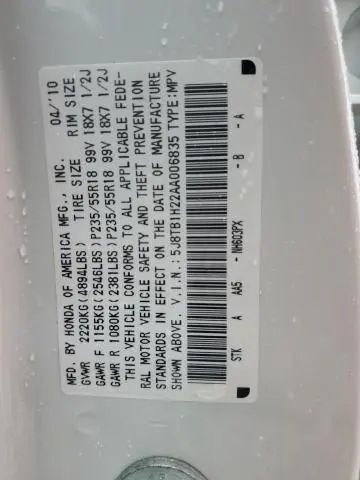 MFD. BY HONDA OF AMERICA MFG., INC. 04/'10
GVWR 2220KG(4894LBS) TIRE SIZE RIM SIZE
GAWR F 1155KG(2546LBS)P235/55R18 99V 18X7 1/2J
GAWR R 1080KG(2381LBS)P235/55R18 99V 18X7 1/2J
THIS VEHICLE CONFORMS TO ALL APPLICABLE FEDE-
RAL MOTOR VEHICLE SAFETY AND THEFT PREVENTION
STANDARDS IN EFFECT ON THE DATE OF MANUFACTURE
SHOWN ABOVE. V.I.N.: 5J8TB1H22AA006835 TYPE:MPV
STK A AA5 - NH603PX - B - A